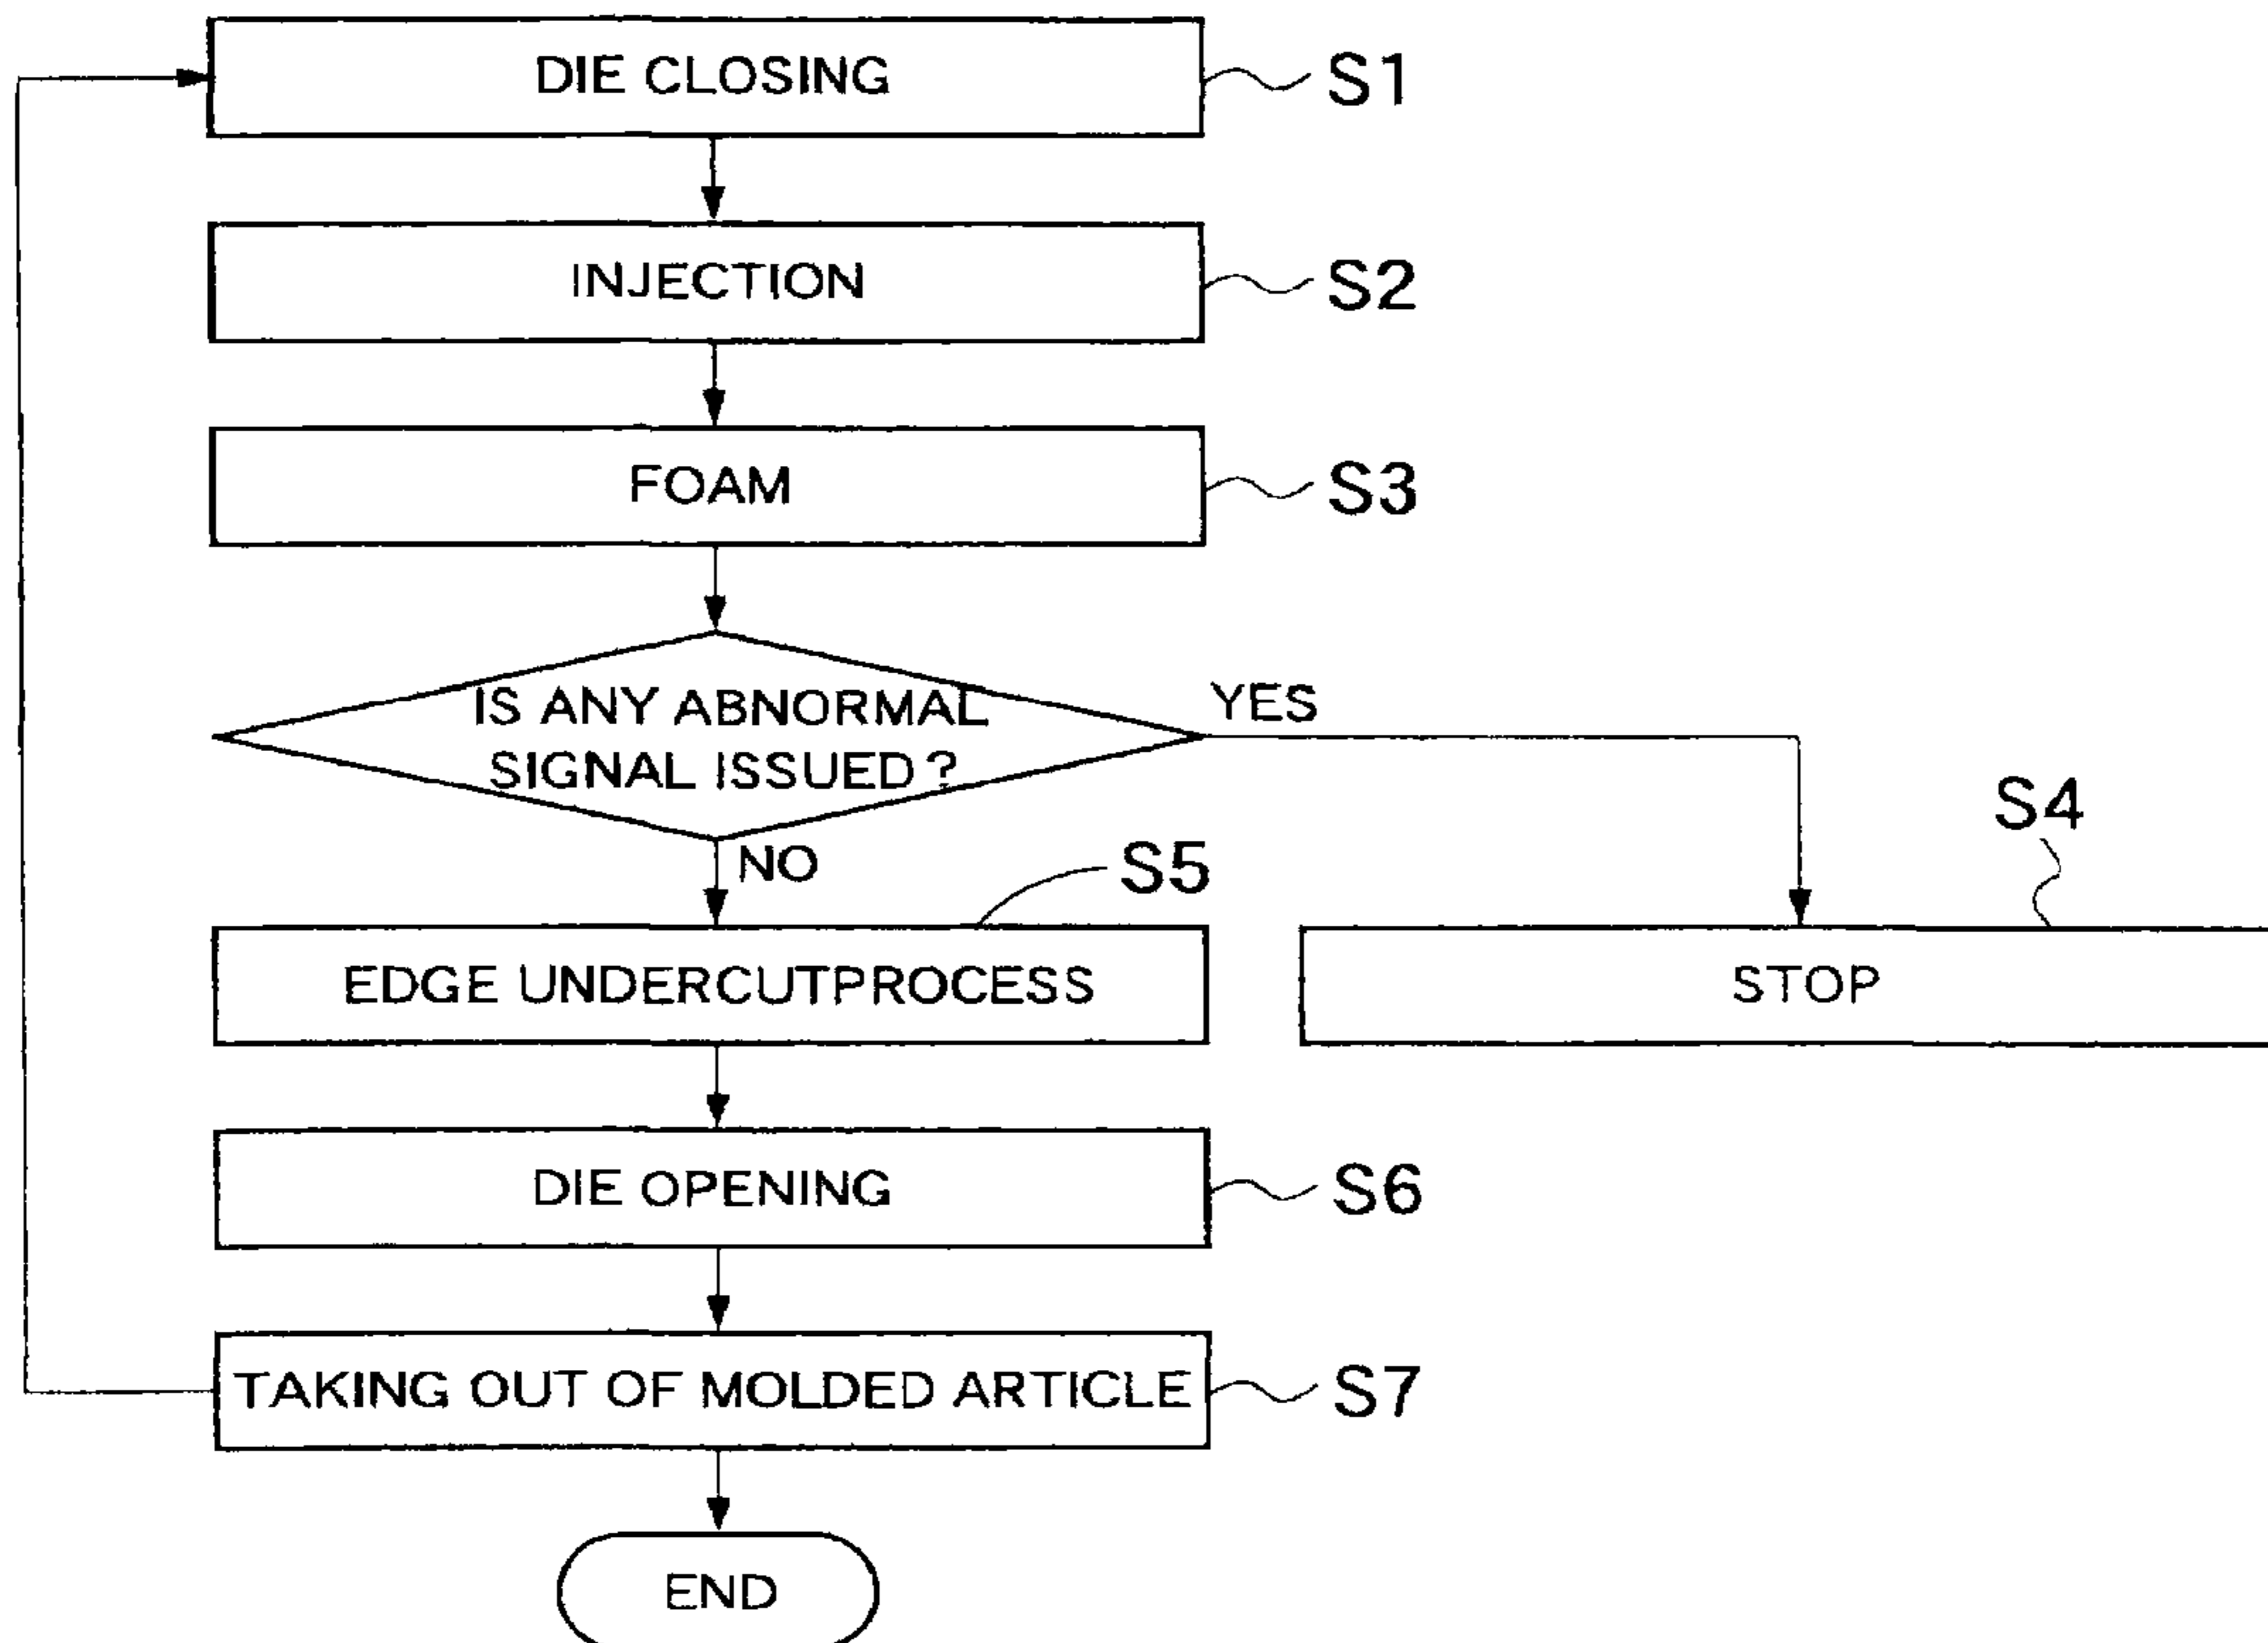 DIE CLOSING
S1
INJECTION
S2
FOAM
S3
IS ANY ABNORMAL
SIGNAL ISSUED?
YES
NO
S5
S4
EDGE UNDERCUTPROCESS
STOP
DIE OPENING
S6
TAKING OUT OF MOLDED ARTICLE
S7
END